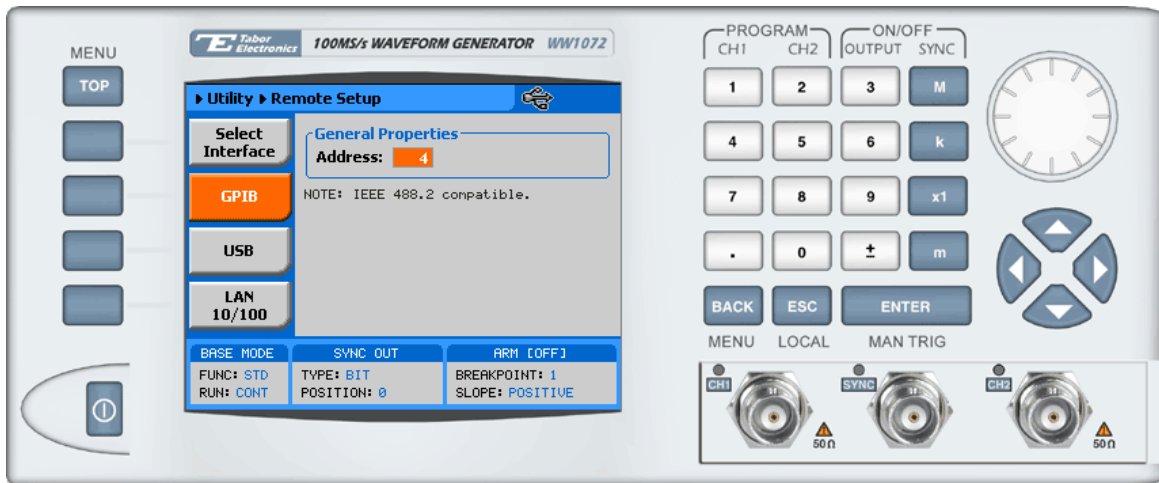 MENU
TOP
Tabor Electronics 100MS/s WAVEFORM GENERATOR WW1072
Utility Remote Setup
Select Interface
GPIB
USB
LAN 10/100
General Properties
Address: 4
NOTE: IEEE 488.2 compatible.
BASE MODE
FUNC: STD
RUN: CONT
SYNC OUT
TYPE: BIT
POSITION: 0
ARM [OFF]
BREAKPOINT: 1
SLOPE: POSITIVE
PROGRAM
CH1 CH2
ON/OFF
OUTPUT SYNC
1 2 3 M
4 5 6 k
7 8 9 x1
. 0 ± m
BACK ESC ENTER
MENU LOCAL MAN TRIG
CH1 SYNC CH2
50Ω 50Ω